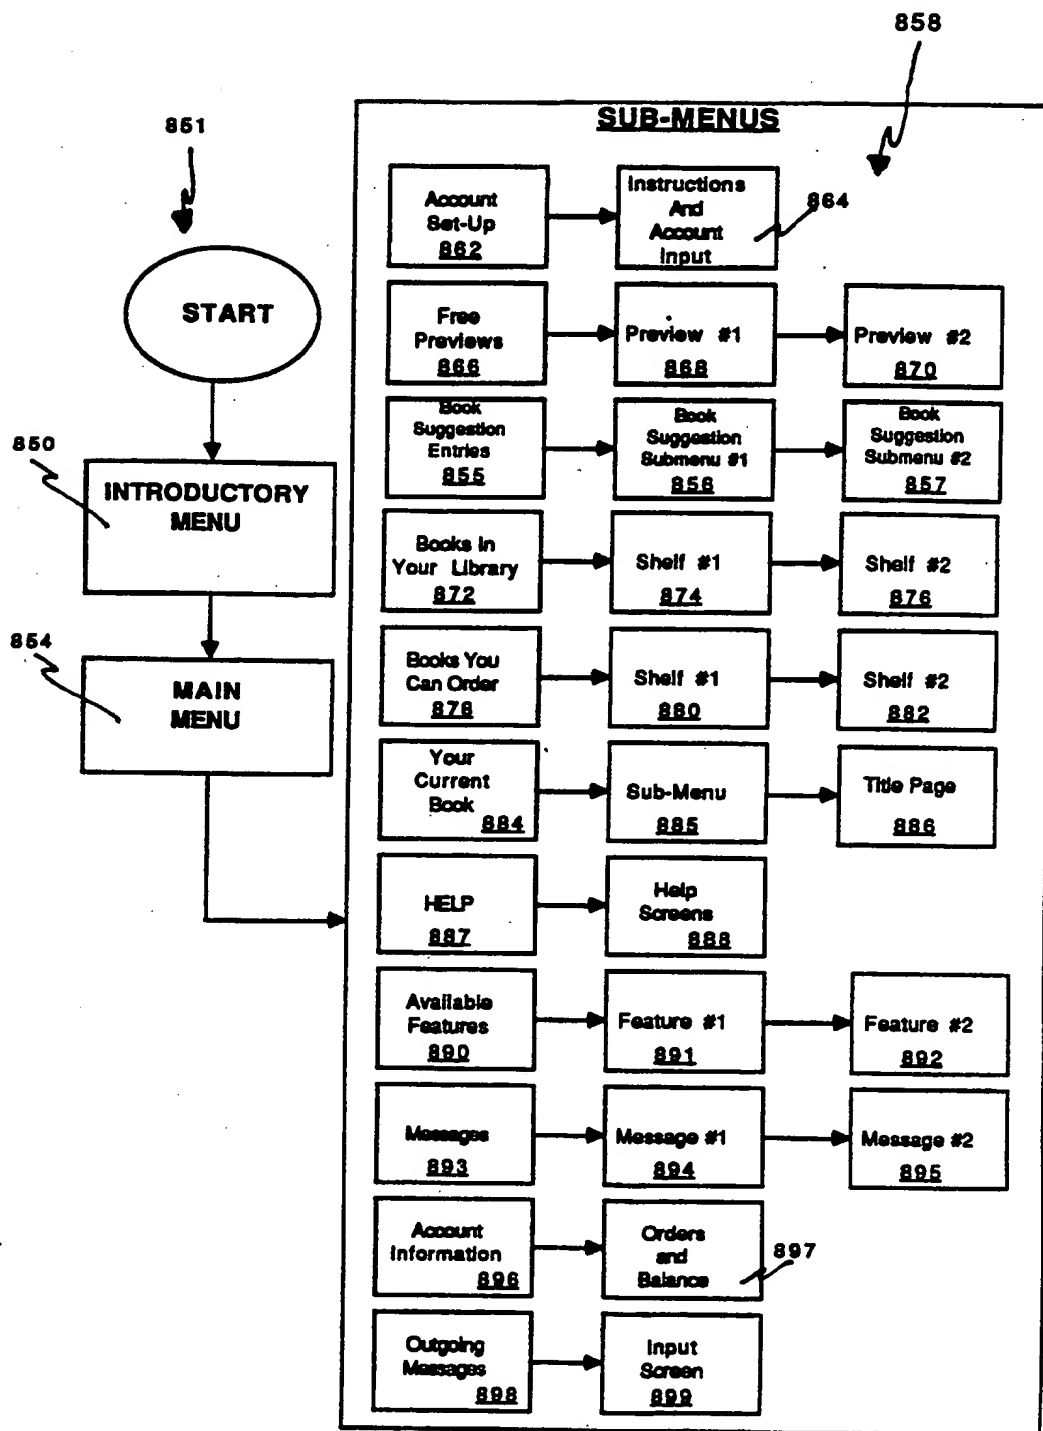 858
SUB-MENUS
851
START
850
INTRODUCTORY
MENU
854
MAIN
MENU
Account
Set-Up
862
Instructions
And
Account
Input
864
Free
Previews
866
Preview #1
868
Preview #2
870
Book
Suggestion
Entries
855
Book
Suggestion
Submenu #1
856
Book
Suggestion
Submenu #2
857
Books In
Your Library
872
Shelf #1
874
Shelf #2
876
Books You
Can Order
878
Shelf #1
880
Shelf #2
882
Your
Current
Book
884
Sub-Menu
885
Title Page
886
HELP
887
Help
Screens
888
Available
Features
890
Feature #1
891
Feature #2
892
Messages
893
Message #1
894
Message #2
895
Account
Information
896
Orders
and
Balance
897
Outgoing
Messages
898
Input
Screen
899